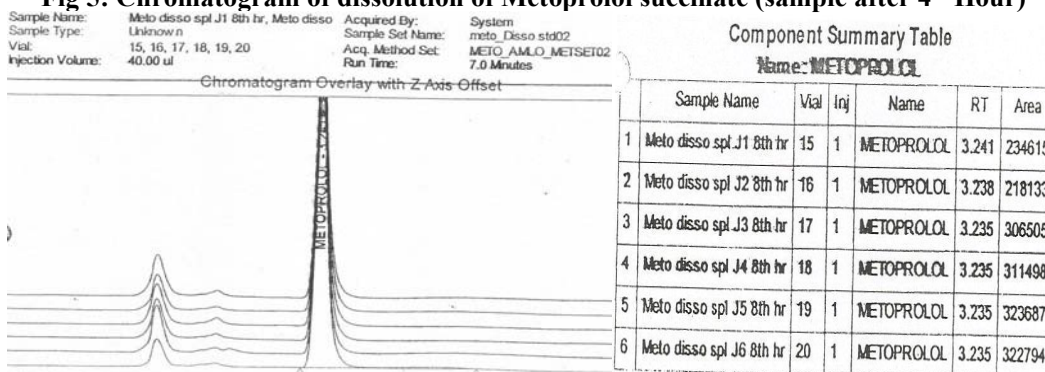 Fig 5: Chromatogram of dissolution of Metoprolol succinate (sample after 4th Hour)
Sample Name: Meto disso spl J1 8th hr, Meto disso Acquired By: System
Sample Type: Unknown Sample Set Name: meto_Disso std02
Vial: 15, 16, 17, 18, 19, 20 Acq. Method Set: METO_AMLO_METSET02
Injection Volume: 40.00 ul Run Time: 7.0 Minutes
Chromatogram Overlay with Z Axis Offset
METOPROLOL
Component Summary Table
Name: METOPROLOL
Sample Name Vial Inj Name RT Area
1 Meto disso spl J1 8th hr 15 1 METOPROLOL 3.241 234615
2 Meto disso spl J2 8th hr 16 1 METOPROLOL 3.238 218133
3 Meto disso spl J3 8th hr 17 1 METOPROLOL 3.235 306505
4 Meto disso spl J4 8th hr 18 1 METOPROLOL 3.235 311498
5 Meto disso spl J5 8th hr 19 1 METOPROLOL 3.235 323687
6 Meto disso spl J6 8th hr 20 1 METOPROLOL 3.235 322794